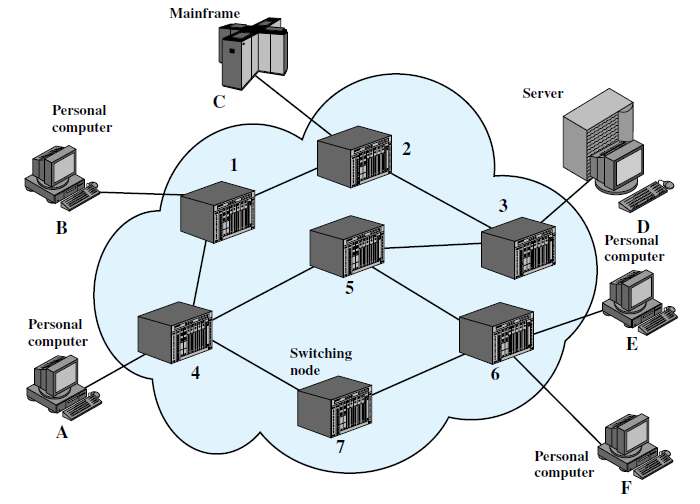 Mainframe
C
Server
Personal
computer
B
1
2
3
D
Personal
computer
E
5
Personal
computer
A
4
Switching
node
7
6
Personal
computer
F